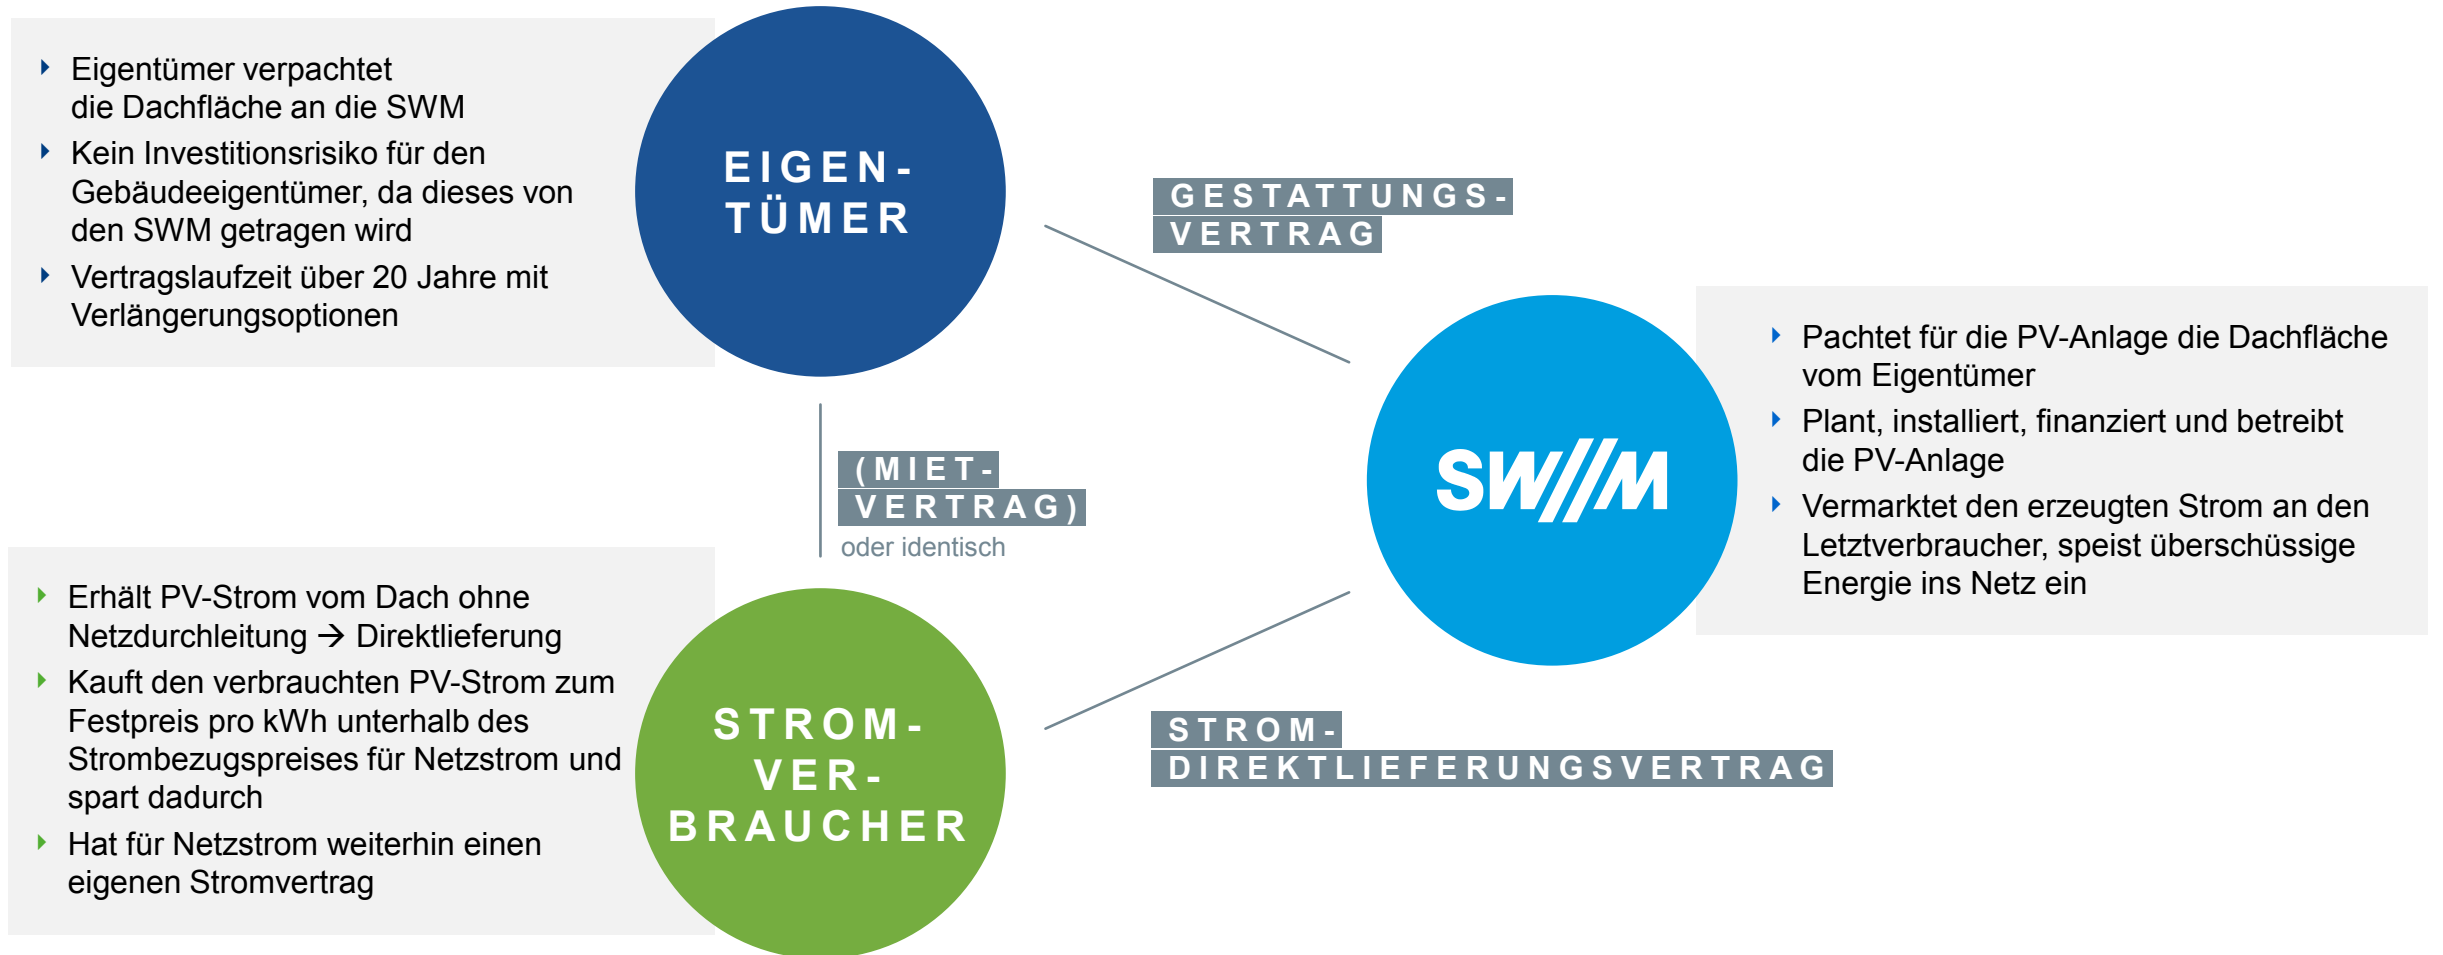 Eigentümer verpachtet
die Dachfläche an die SWM
Kein Investitionsrisiko für den
Gebäudeeigentümer, da dieses von
den SWM getragen wird
Vertragslaufzeit über 20 Jahre mit
Verlängerungsoptionen
EIGEN-
TÜMER
GESTATTUNGS-
VERTRAG
(MIET-
VERTRAG)
oder identisch
SWM
Pachtet für die PV-Anlage die Dachfläche
vom Eigentümer
Plant, installiert, finanziert und betreibt
die PV-Anlage
Vermarktet den erzeugten Strom an den
Letztverbraucher, speist überschüssige
Energie ins Netz ein
Erhält PV-Strom vom Dach ohne
Netzdurchleitung → Direktlieferung
Kauft den verbrauchten PV-Strom zum
Festpreis pro kWh unterhalb des
Strombezugspreises für Netzstrom und
spart dadurch
Hat für Netzstrom weiterhin einen
eigenen Stromvertrag
STROM-
VER-
BRAUCHER
STROM-
DIREKTLIEFERUNGSVERTRAG